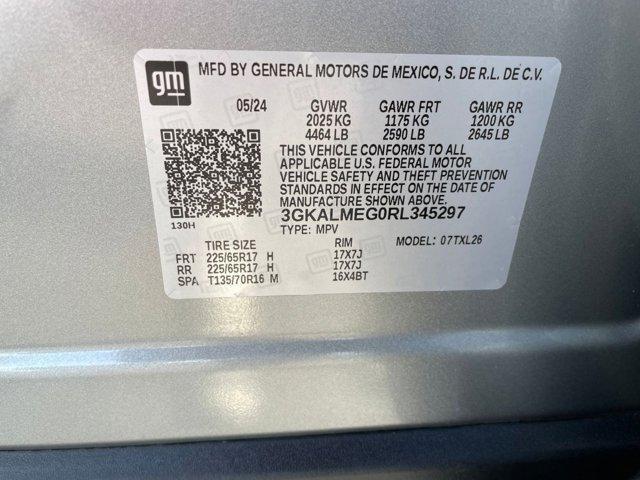 gm
MFD BY GENERAL MOTORS DE MEXICO, S. DE R.L. DE C.V.
05/24 GVWR GAWR FRT GAWR RR
2025 KG 1175 KG 1200 KG
4464 LB 2590 LB 2645 LB
THIS VEHICLE CONFORMS TO ALL
APPLICABLE U.S. FEDERAL MOTOR
VEHICLE SAFETY AND THEFT PREVENTION
STANDARDS IN EFFECT ON THE DATE OF
MANUFACTURE SHOWN ABOVE.
3GKALMEG0RL345297
130H
TYPE: MPV MODEL: 07TXL26
TIRE SIZE RIM
FRT 225/65R17 H 17X7J
RR 225/65R17 H 17X7J
SPA T135/70R16 M 16X4BT